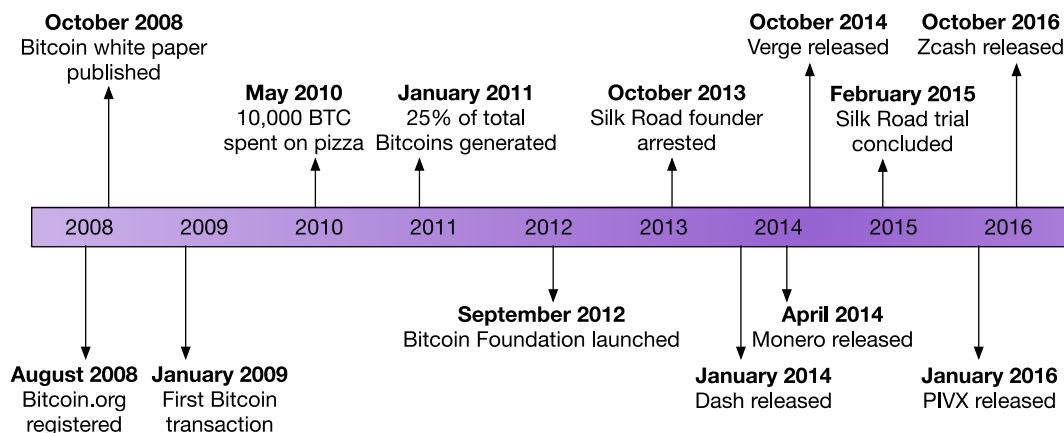 October 2008
Bitcoin white paper
published
May 2010
10,000 BTC
spent on pizza
January 2011
25% of total
Bitcoins generated
October 2013
Silk Road founder
arrested
October 2014
Verge released
February 2015
Silk Road trial
concluded
October 2016
Zcash released
2008 2009 2010 2011 2012 2013 2014 2015 2016
August 2008
Bitcoin.org
registered
January 2009
First Bitcoin
transaction
September 2012
Bitcoin Foundation launched
January 2014
Dash released
April 2014
Monero released
January 2016
PIVX released